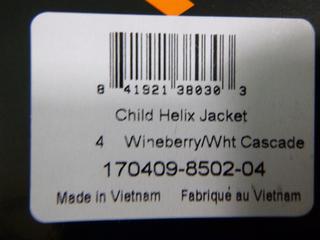 8 41921 38030 3
Child Helix Jacket
4 Wineberry/Wht Cascade
170409-8502-04
Made in Vietnam Fabriqué au Vietnam